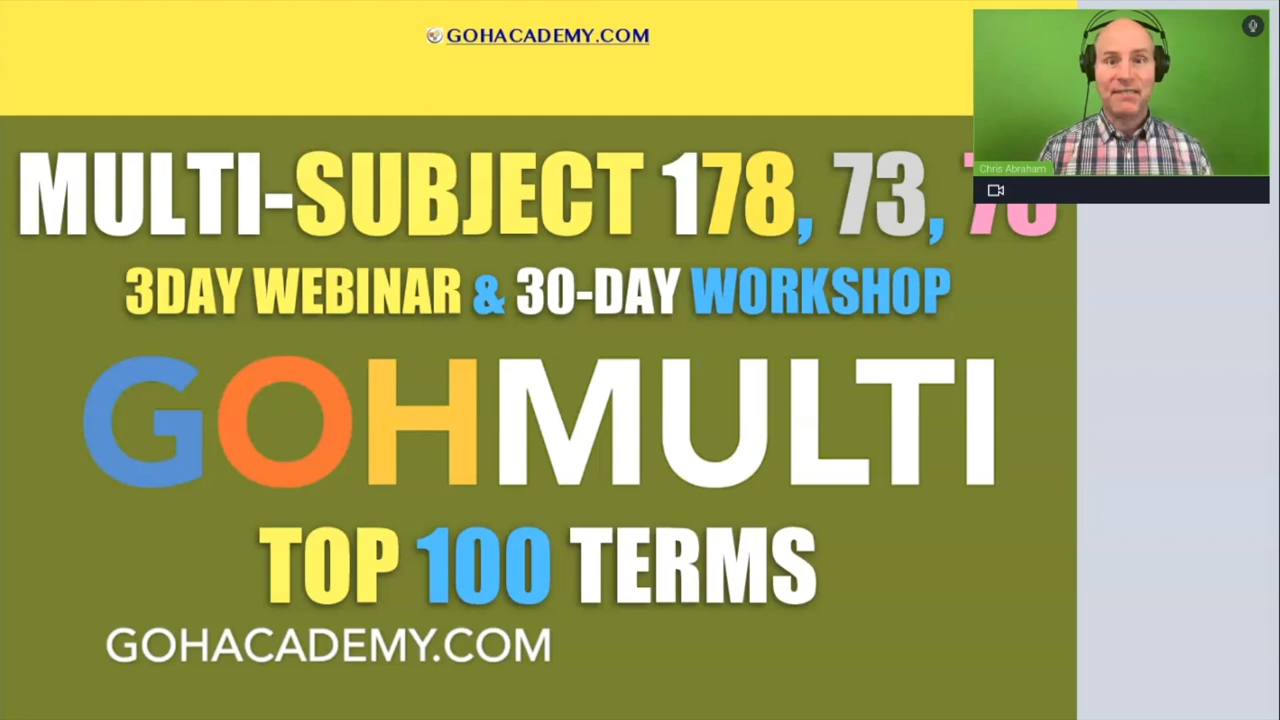 GOHACADEMY.COM
Chris Abraham
MULTI-SUBJECT 178, 73,
3DAY WEBINAR & 30-DAY WORKSHOP
GOHMULTI
TOP 100 TERMS
GOHACADEMY.COM